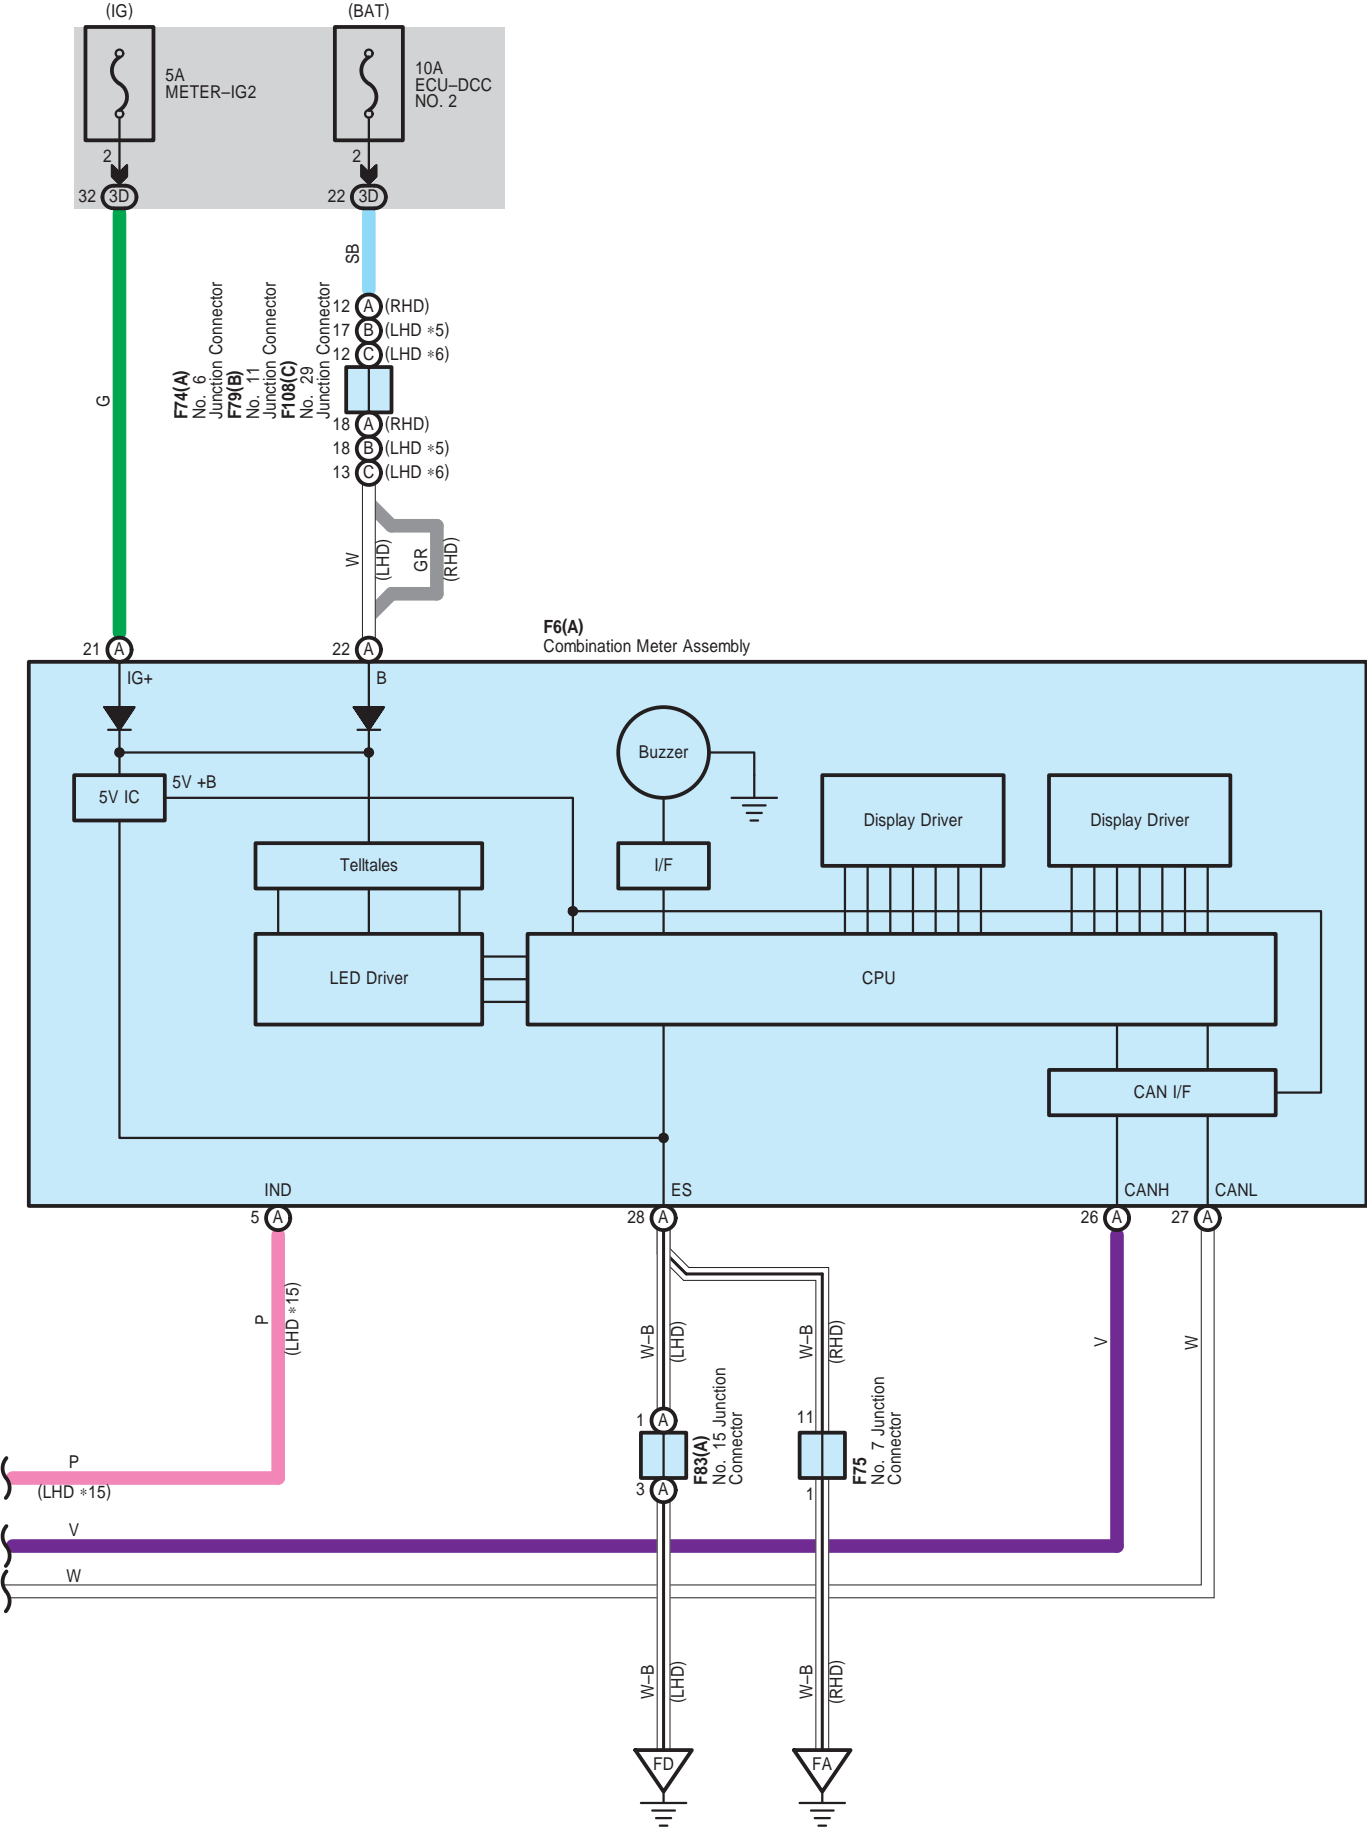 (IG)
(BAT)
5A
METER–IG2
10A
ECU–DCC
NO. 2
2
2
32
3D
22
3D
SB
12 A (RHD)
17 B (LHD *5)
12 C (LHD *6)
F74(A)
No. 6
Junction Connector
F79(B)
No. 11
Junction Connector
F108(C)
No. 29
Junction Connector
G
18 A (RHD)
18 B (LHD *5)
13 C (LHD *6)
W
(LHD)
GR
(RHD)
F6(A)
Combination Meter Assembly
21 A
22 A
IG+
B
Buzzer
5V IC
5V +B
Display Driver
Display Driver
Telltales
I/F
LED Driver
CPU
CAN I/F
IND
ES
CANH
CANL
5 A
28 A
26 A
27 A
P
(LHD *15)
W–B
(LHD)
W–B
(RHD)
V
W
1 A
F83(A)
No. 15 Junction
Connector
3 A
11
F75
No. 7 Junction
Connector
1
P
(LHD *15)
V
W
W–B
(LHD)
W–B
(RHD)
FD
FA